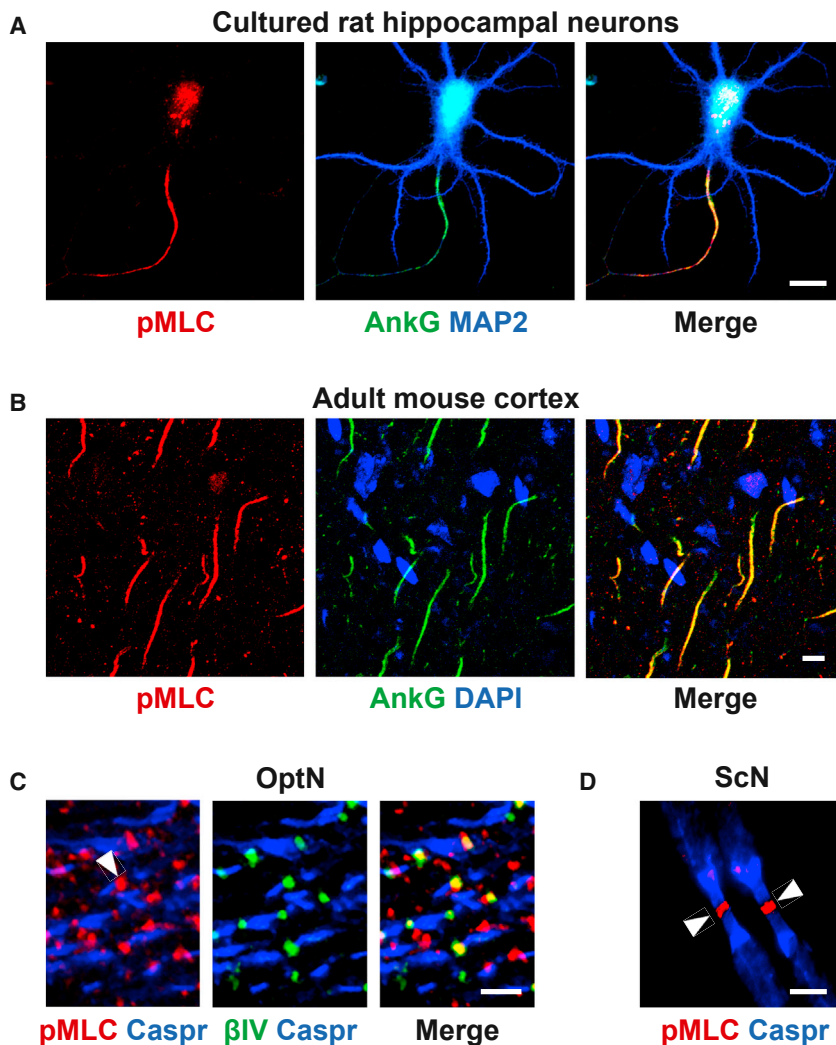 A
Cultured rat hippocampal neurons
pMLC
AnkG MAP2
Merge
B
Adult mouse cortex
pMLC
AnkG DAPI
Merge
C
OptN
pMLC Caspr
βIV Caspr
Merge
D
ScN
pMLC Caspr